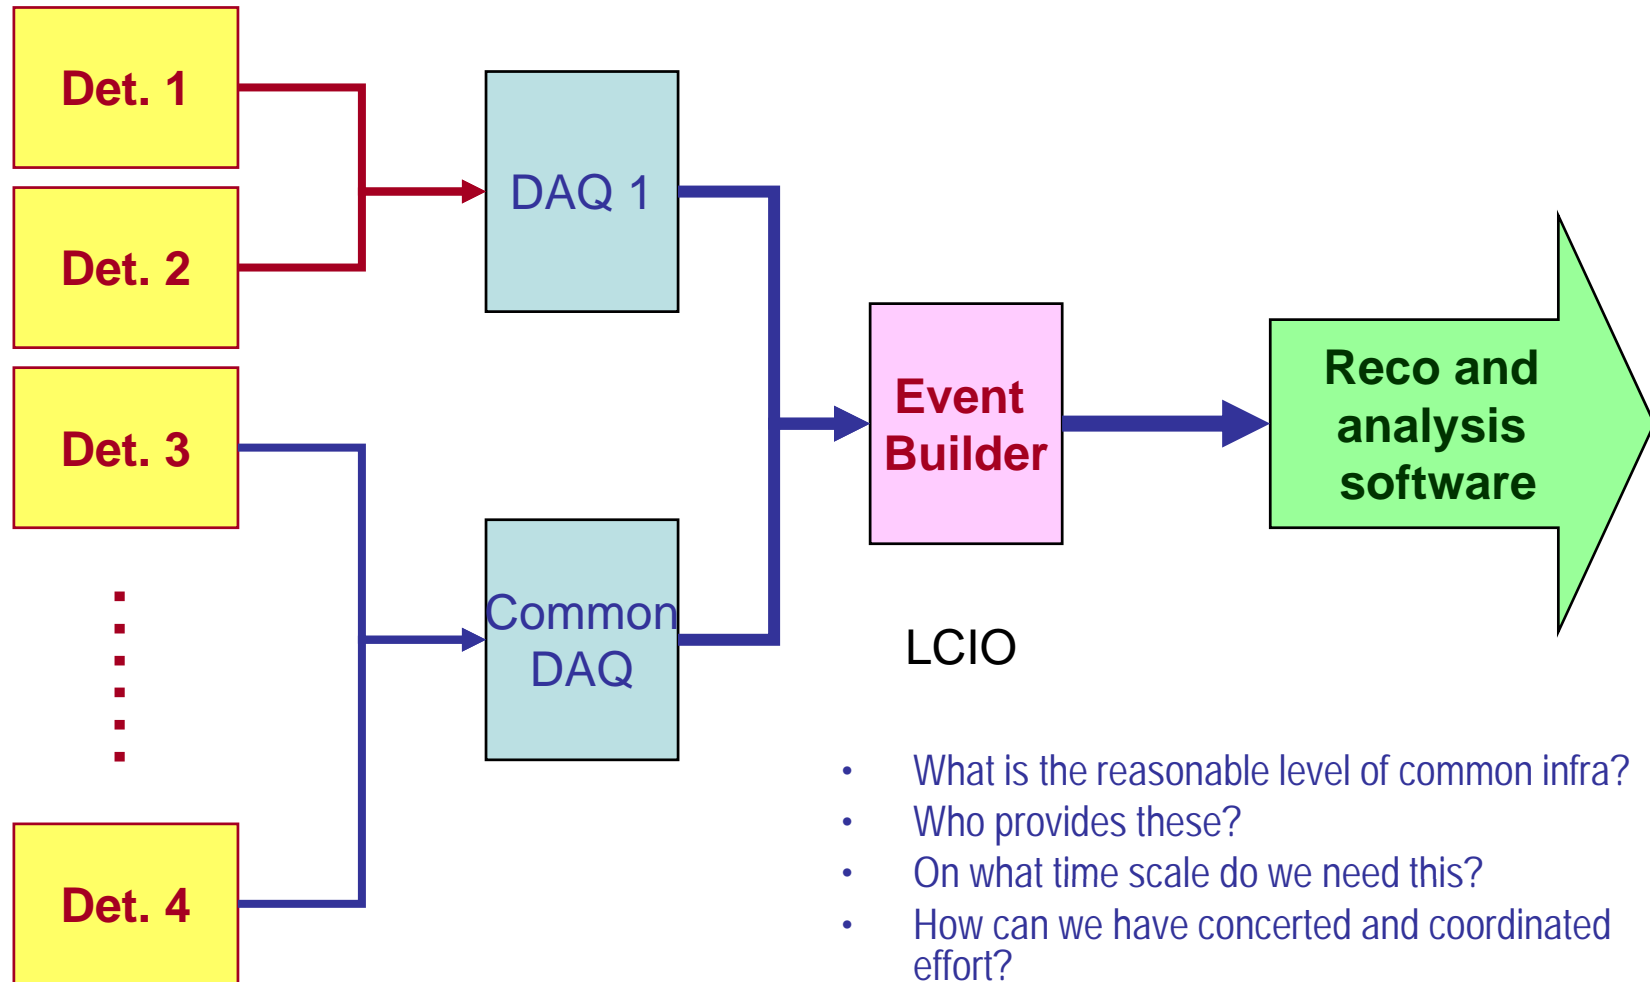 Det. 1
Det. 2
Det. 3
Det. 4
DAQ 1
Common
DAQ
Event
Builder
LCIO
Reco and
analysis
software
• What is the reasonable level of common infra?
• Who provides these?
• On what time scale do we need this?
• How can we have concerted and coordinated
effort?